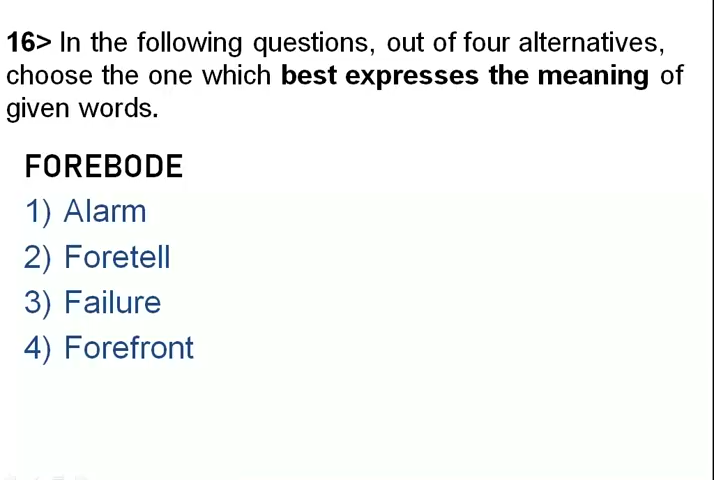 16> In the following questions, out of four alternatives,
choose the one which best expresses the meaning of
given words.
FOREBODE
1) Alarm
2) Foretell
3) Failure
4) Forefront